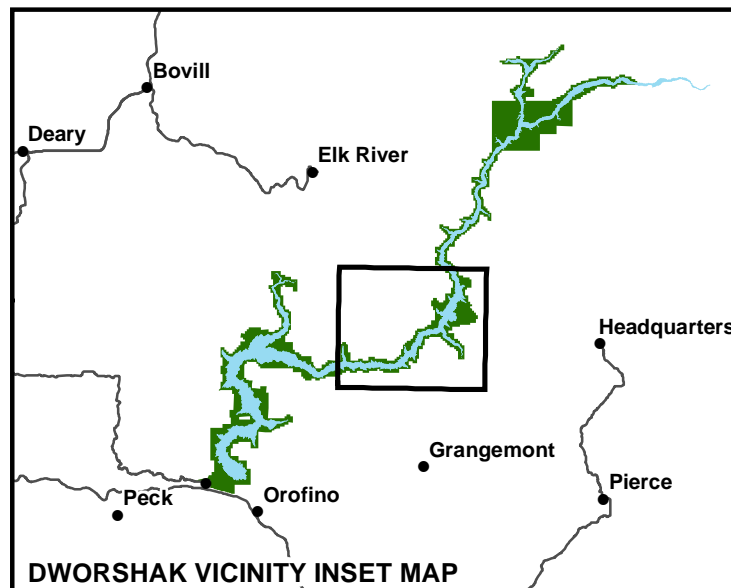 Bovill
Deary
Elk River
Headquarters
Grangemont
Pierce
Peck
Orofino
DWORSHAK VICINITY INSET MAP